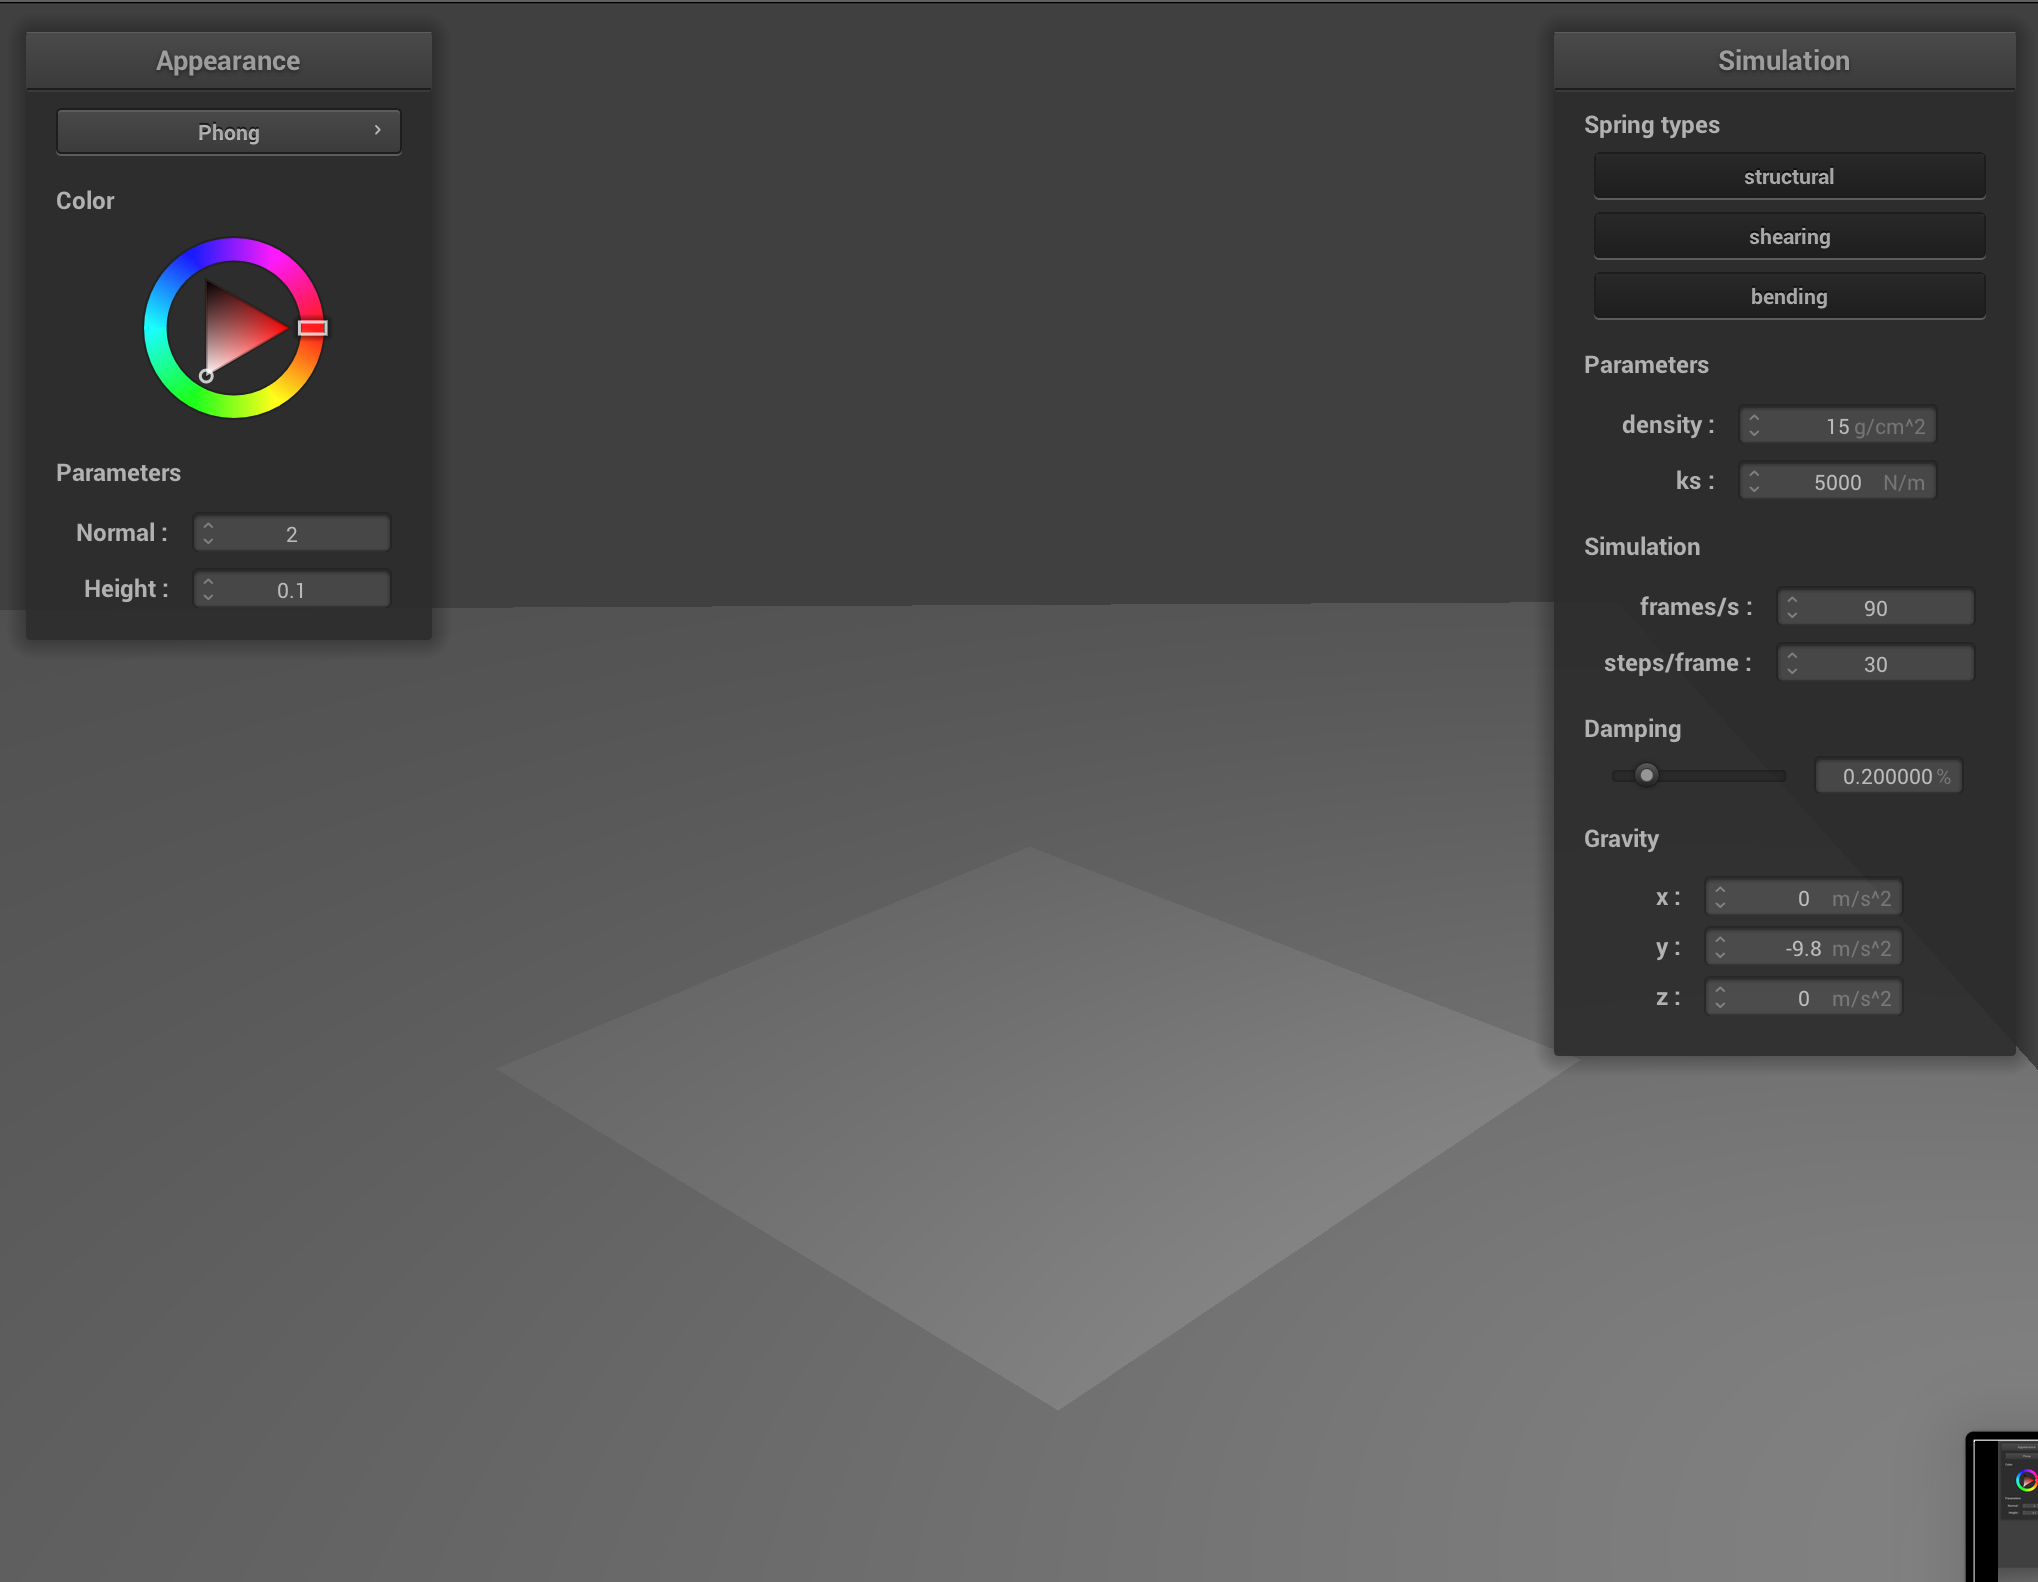 Appearance
Phong
Color
Parameters
Normal : 2
Height : 0.1
Simulation
Spring types
structural
shearing
bending
Parameters
density : 15 g/cm^2
ks : 5000 N/m
Simulation
frames/s : 90
steps/frame : 30
Damping
0.200000 %
Gravity
x : 0 m/s^2
y : -9.8 m/s^2
z : 0 m/s^2